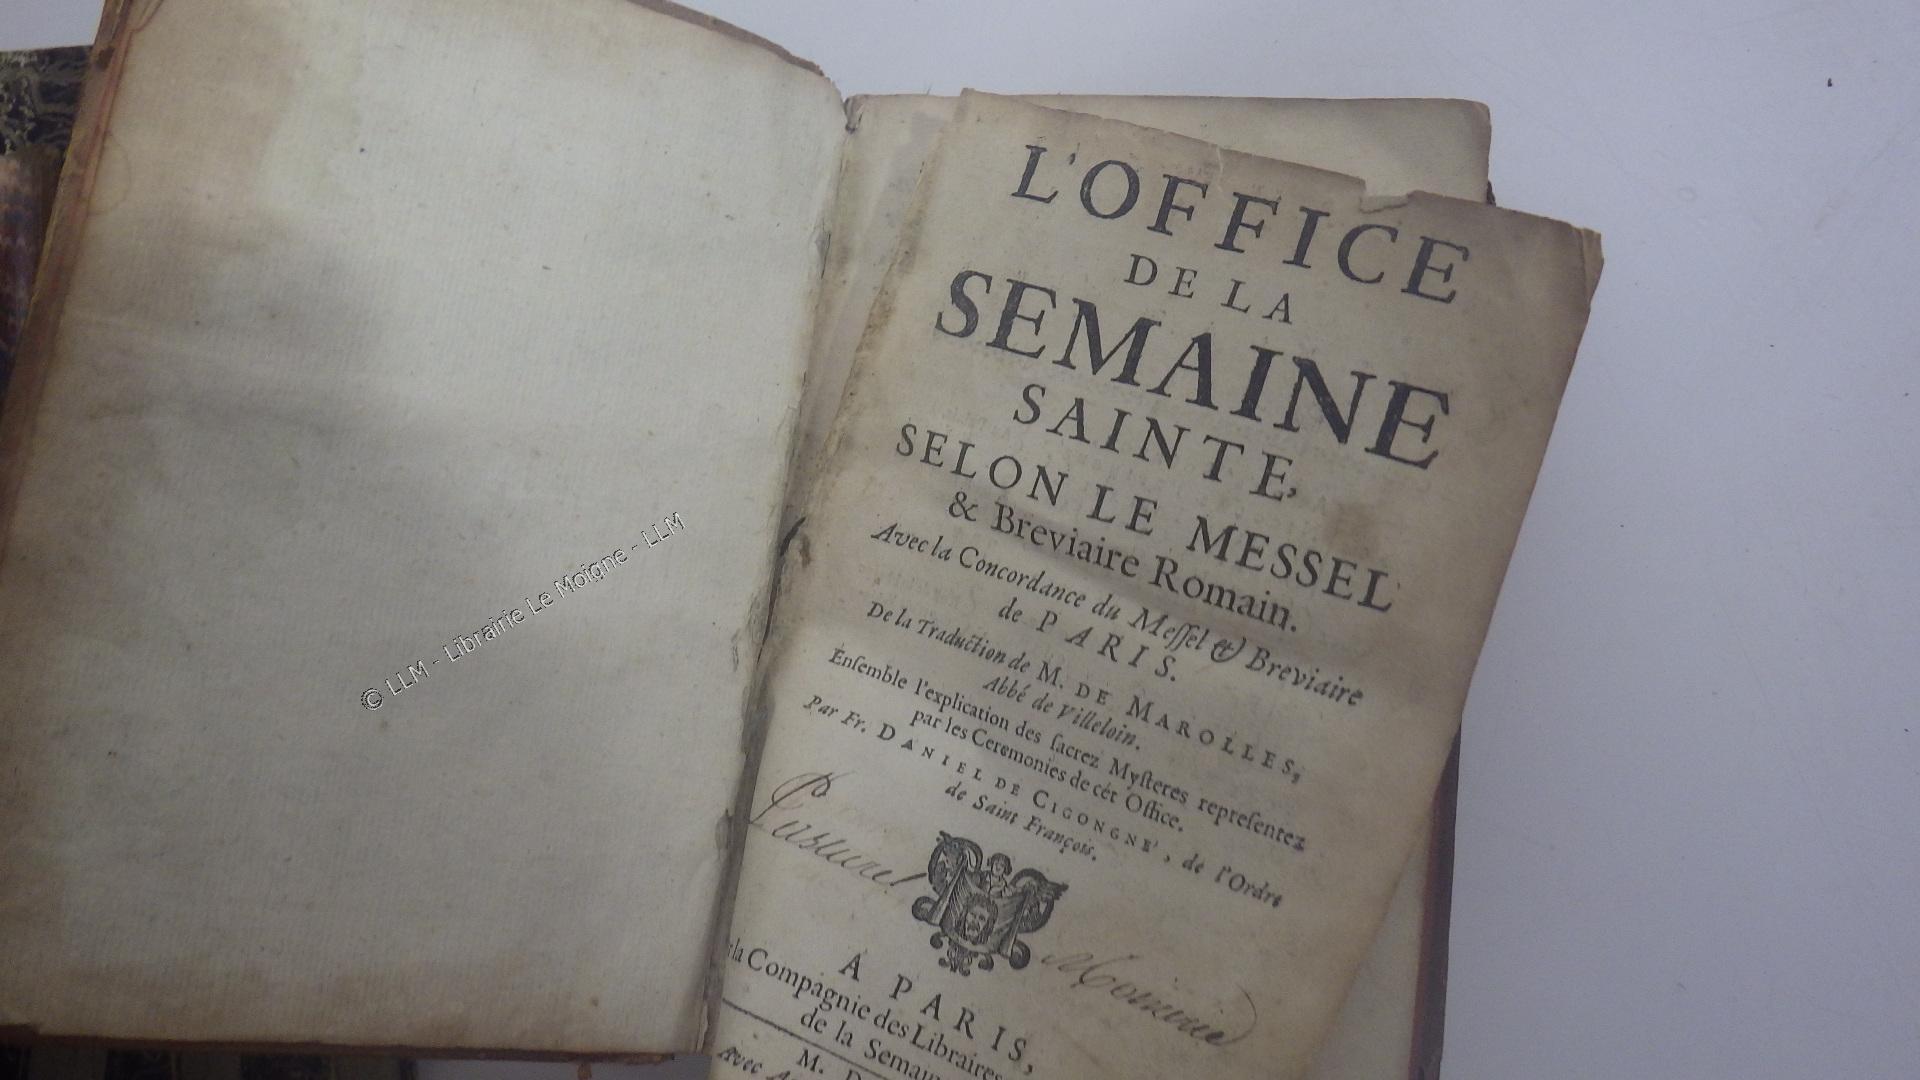 L'OFFICE
DE LA
SEMAINE
SAINTE,
SELON LE MESSEL
& Breviaire Romain.
Avec la Concordance du Meſſel & Breviaire
de PARIS.
De la Traduction de M. DE MAROLLES,
Abbé de Villeloin.
Enſemble l'explication des ſacrez Myſteres repreſentez
par les Ceremonies de cét Office.
Par Fr. DANIEL DE CIGONGNE', de l'Ordre
de Saint François.
A PARIS,
la Compagnie des Libraires
de la Semai
M. D
Avec
© LLM - Librairie Le Moigne - LLM